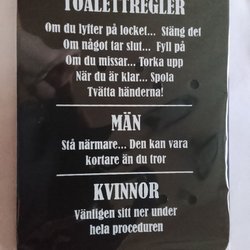 TOALETTREGLER
Om du lyfter på locket... Stäng det
Om något tar slut... Fyll på
Om du missar... Torka upp
När du är klar... Spola
Tvätta händerna!
MÄN
Stå närmare... Den kan vara
kortare än du tror
KVINNOR
Vänligen sitt ner under
hela proceduren